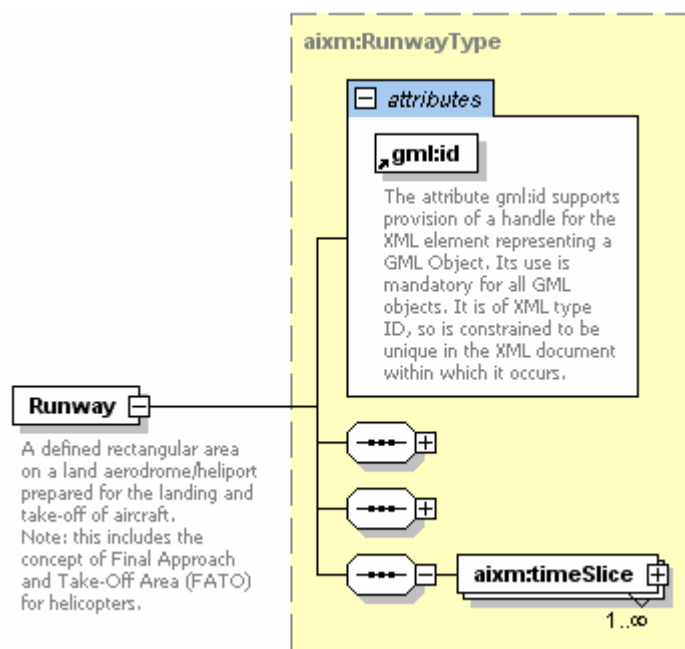 aixm:RunwayType
attributes
gml:id
The attribute gml:id supports
provision of a handle for the
XML element representing a
GML Object. Its use is
mandatory for all GML
objects. It is of XML type
ID, so is constrained to be
unique in the XML document
within which it occurs.
Runway
A defined rectangular area
on a land aerodrome/heliport
prepared for the landing and
take-off of aircraft.
Note: this includes the
concept of Final Approach
and Take-Off Area (FATO)
for helicopters.
aixm:timeSlice
1..∞